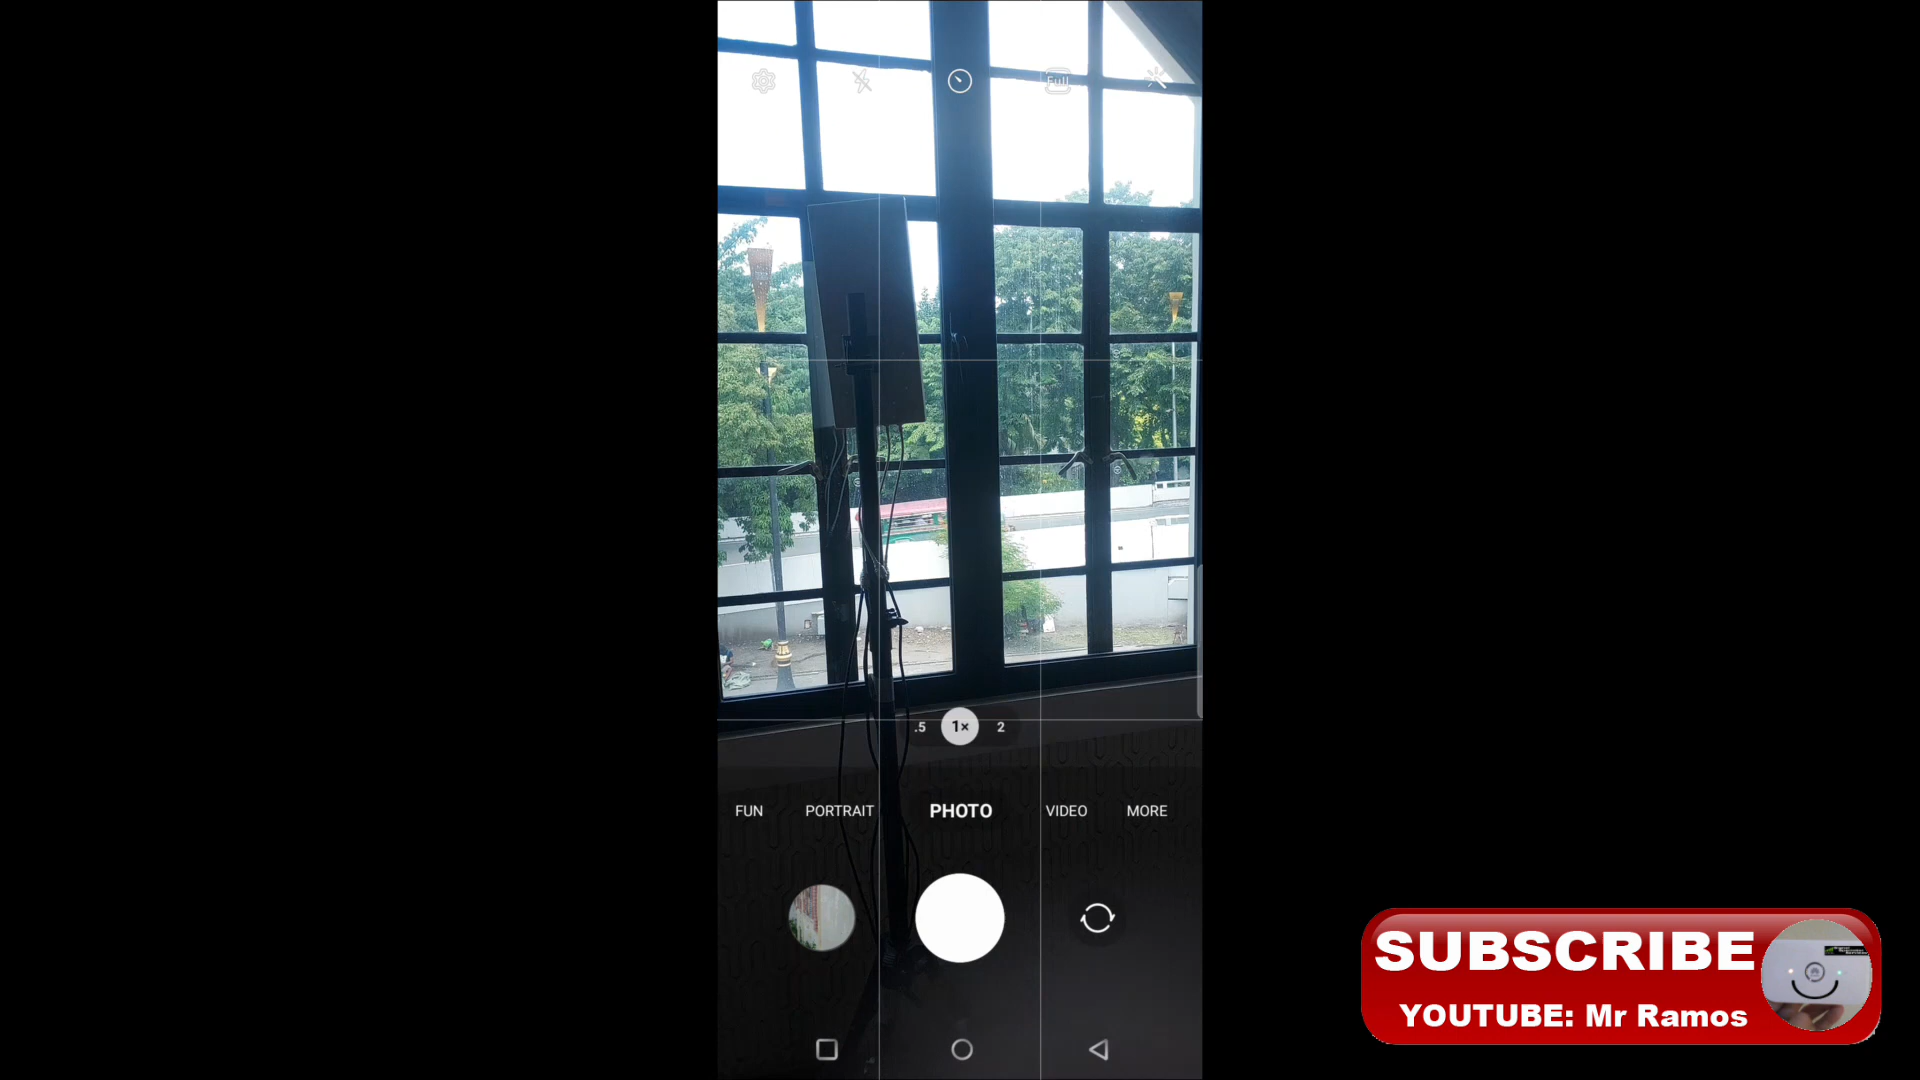 Full
.5 1× 2
FUN PORTRAIT PHOTO VIDEO MORE
SUBSCRIBE
YOUTUBE: Mr Ramos